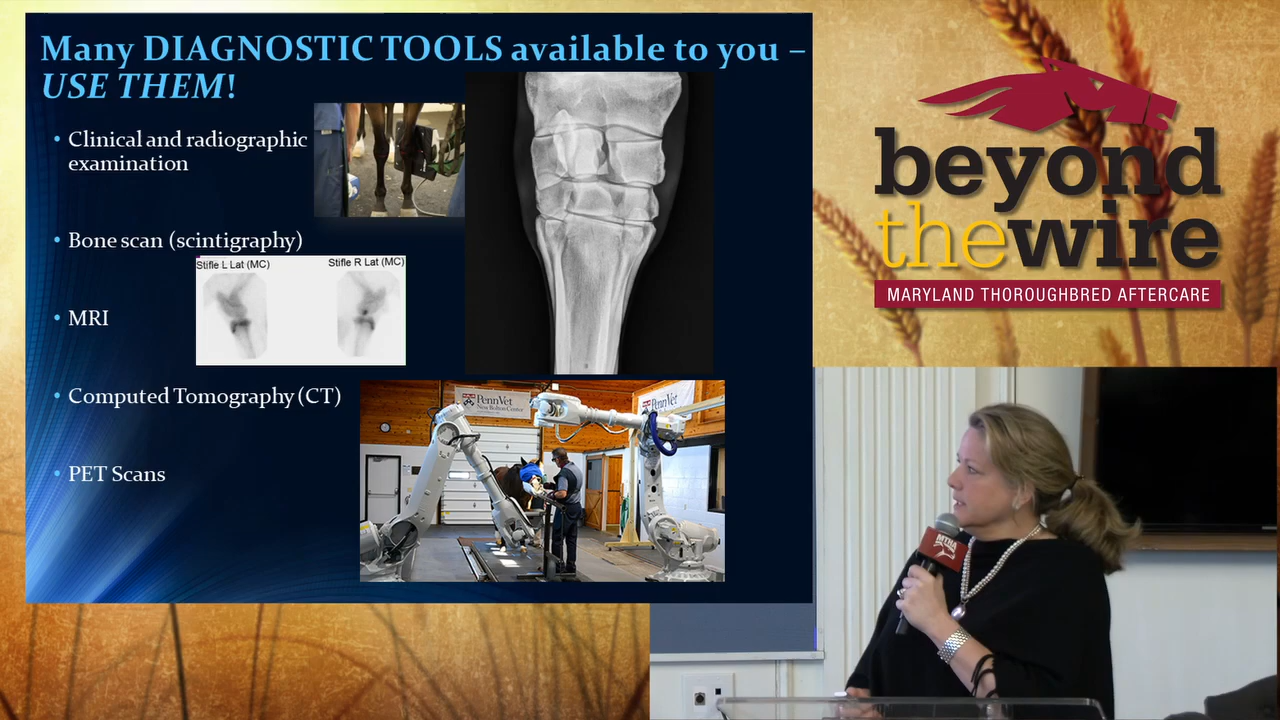 Many DIAGNOSTIC TOOLS available to you –
USE THEM!
• Clinical and radiographic
examination
• Bone scan (scintigraphy)
Stifle L Lat (MC)
Stifle R Lat (MC)
• MRI
• Computed Tomography (CT)
PennVet
New Bolton Center
PennVet
• PET Scans
beyond
thewire
MARYLAND THOROUGHBRED AFTERCARE
MTHA